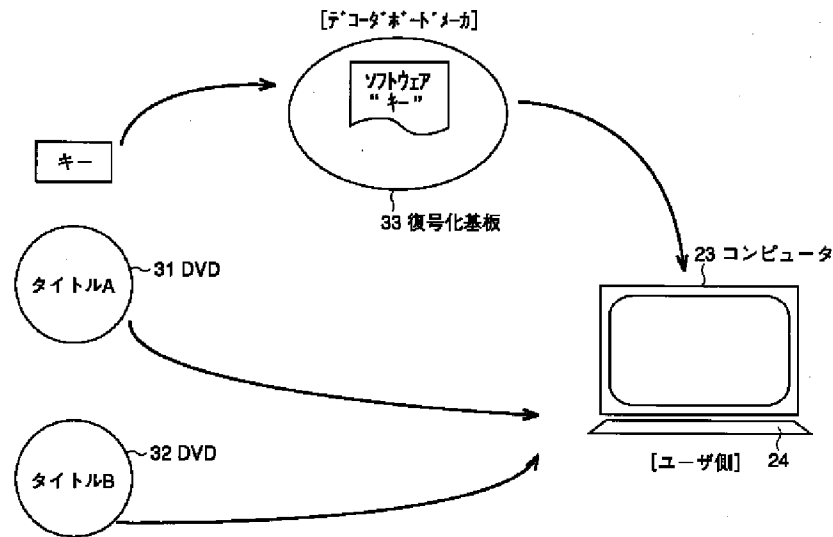 [デコーダボードメーカ]
ソフトウェア
“キー”
キー
33 復号化基板
タイトルA
31 DVD
23 コンピュータ
タイトルB
32 DVD
24
[ユーザ側]